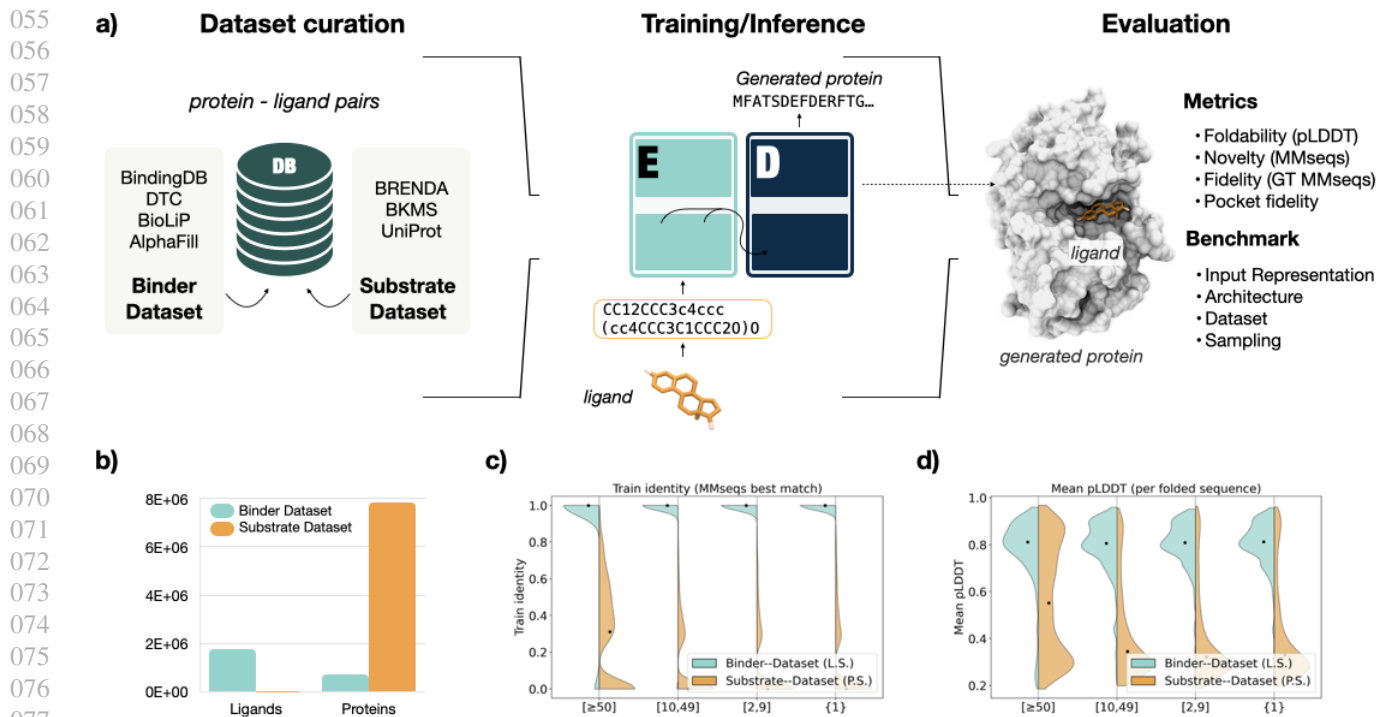 055
056
057
058
059
060
061
062
063
064
065
066
067
068
069
070
071
072
073
074
075
076
077
a)
Dataset curation
Training/Inference
Evaluation
protein - ligand pairs
BindingDB
DTC
BioLiP
AlphaFill
Binder
Dataset
DB
BRENDA
BKMS
UniProt
Substrate
Dataset
Generated protein
MFATSDEFDERFTG…
E
D
CC12CCC3c4ccc
(cc4CCC3C1CCC2O)O
ligand
ligand
generated protein
Metrics
• Foldability (pLDDT)
• Novelty (MMseqs)
• Fidelity (GT MMseqs)
• Pocket fidelity
Benchmark
• Input Representation
• Architecture
• Dataset
• Sampling
b)
8E+06
6E+06
4E+06
2E+06
0E+00
Binder Dataset
Substrate Dataset
Ligands
Proteins
c)
Train identity (MMseqs best match)
Train identity
1.0
0.8
0.6
0.4
0.2
0.0
Binder--Dataset (L.S.)
Substrate--Dataset (P.S.)
[≥50]
[10,49]
[2,9]
{1}
d)
Mean pLDDT (per folded sequence)
Mean pLDDT
1.0
0.8
0.6
0.4
0.2
Binder--Dataset (L.S.)
Substrate--Dataset (P.S.)
[≥50]
[10,49]
[2,9]
{1}